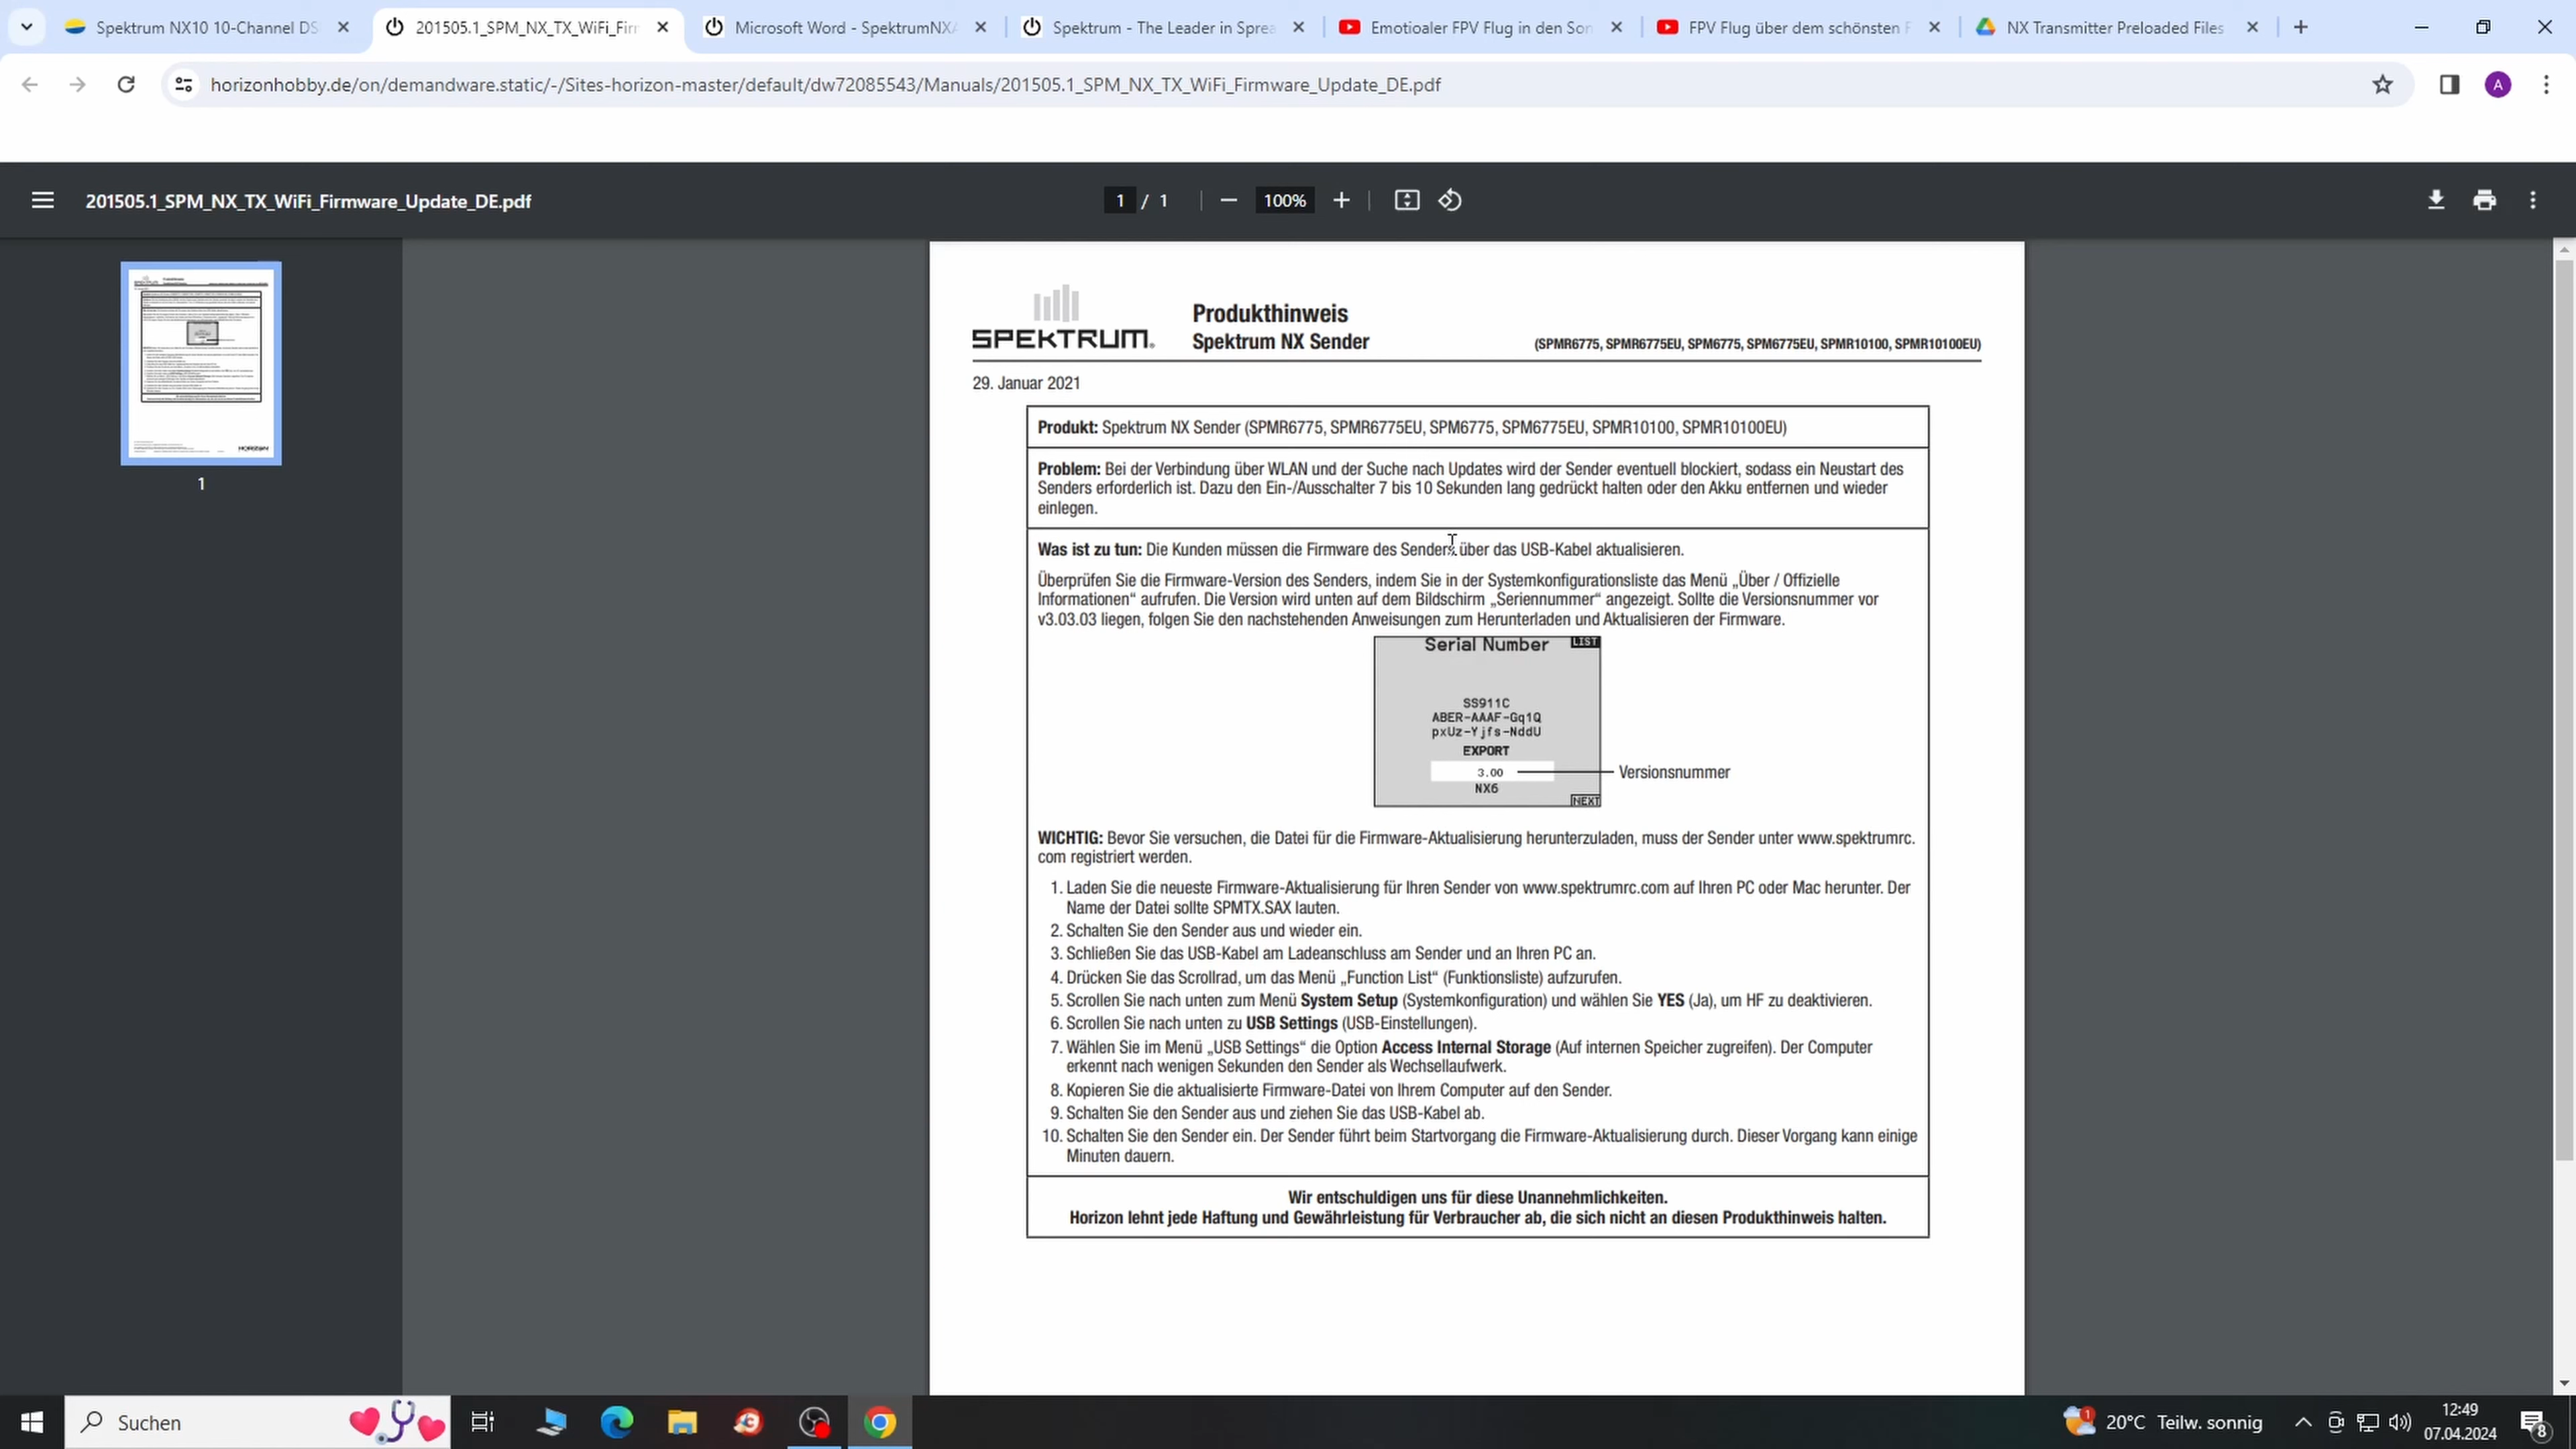 Spektrum NX10 10-Channel DS
201505.1_SPM_NX_TX_WiFi_Firm
Microsoft Word - SpektrumNXA
Spektrum - The Leader in Sprea
Emotioaler FPV Flug in den Son
FPV Flug über dem schönsten F
NX Transmitter Preloaded Files
horizonhobby.de/on/demandware.static/-/Sites-horizon-master/default/dw72085543/Manuals/201505.1_SPM_NX_TX_WiFi_Firmware_Update_DE.pdf
A
201505.1_SPM_NX_TX_WiFi_Firmware_Update_DE.pdf
1 / 1
100%
1
SPEKTRUM®
Produkthinweis
Spektrum NX Sender
(SPMR6775, SPMR6775EU, SPM6775, SPM6775EU, SPMR10100, SPMR10100EU)
29. Januar 2021
Produkt: Spektrum NX Sender (SPMR6775, SPMR6775EU, SPM6775, SPM6775EU, SPMR10100, SPMR10100EU)
Problem: Bei der Verbindung über WLAN und der Suche nach Updates wird der Sender eventuell blockiert, sodass ein Neustart des
Senders erforderlich ist. Dazu den Ein-/Ausschalter 7 bis 10 Sekunden lang gedrückt halten oder den Akku entfernen und wieder
einlegen.
Was ist zu tun: Die Kunden müssen die Firmware des Senders über das USB-Kabel aktualisieren.
Überprüfen Sie die Firmware-Version des Senders, indem Sie in der Systemkonfigurationsliste das Menü „Über / Offizielle
Informationen“ aufrufen. Die Version wird unten auf dem Bildschirm „Seriennummer“ angezeigt. Sollte die Versionsnummer vor
v3.03.03 liegen, folgen Sie den nachstehenden Anweisungen zum Herunterladen und Aktualisieren der Firmware.
Serial Number
LIST
SS911C
ABER-AAAF-Gq1Q
pxUz-Yjfs-NddU
EXPORT
3.00
Versionsnummer
NX6
NEXT
WICHTIG: Bevor Sie versuchen, die Datei für die Firmware-Aktualisierung herunterzuladen, muss der Sender unter www.spektrumrc.
com registriert werden.
1. Laden Sie die neueste Firmware-Aktualisierung für Ihren Sender von www.spektrumrc.com auf Ihren PC oder Mac herunter. Der
Name der Datei sollte SPMTX.SAX lauten.
2. Schalten Sie den Sender aus und wieder ein.
3. Schließen Sie das USB-Kabel am Ladeanschluss am Sender und an Ihren PC an.
4. Drücken Sie das Scrollrad, um das Menü „Function List“ (Funktionsliste) aufzurufen.
5. Scrollen Sie nach unten zum Menü System Setup (Systemkonfiguration) und wählen Sie YES (Ja), um HF zu deaktivieren.
6. Scrollen Sie nach unten zu USB Settings (USB-Einstellungen).
7. Wählen Sie im Menü „USB Settings“ die Option Access Internal Storage (Auf internen Speicher zugreifen). Der Computer
erkennt nach wenigen Sekunden den Sender als Wechsellaufwerk.
8. Kopieren Sie die aktualisierte Firmware-Datei von Ihrem Computer auf den Sender.
9. Schalten Sie den Sender aus und ziehen Sie das USB-Kabel ab.
10. Schalten Sie den Sender ein. Der Sender führt beim Startvorgang die Firmware-Aktualisierung durch. Dieser Vorgang kann einige
Minuten dauern.
Wir entschuldigen uns für diese Unannehmlichkeiten.
Horizon lehnt jede Haftung und Gewährleistung für Verbraucher ab, die sich nicht an diesen Produkthinweis halten.
Suchen
1
20°C Teilw. sonnig
12:49
07.04.2024
8